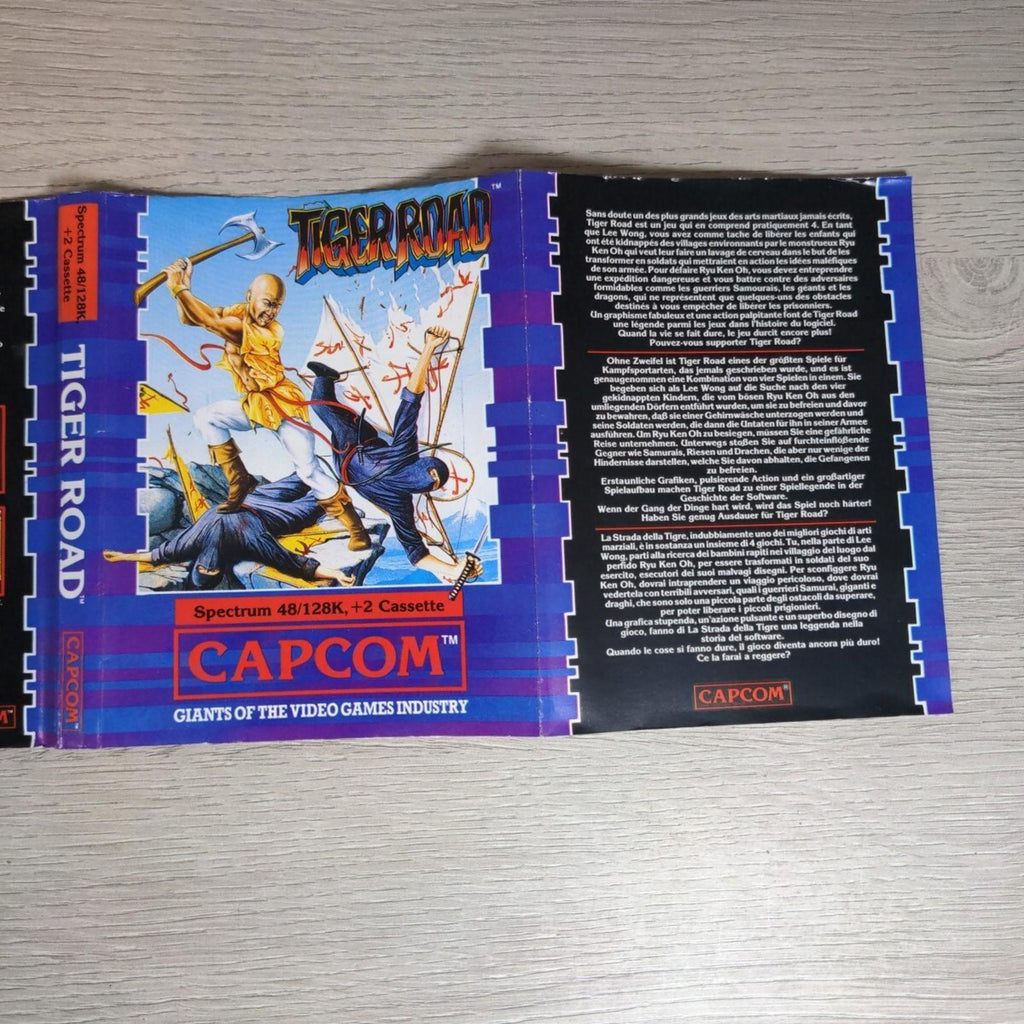 Spectrum 48/128K,
+2 Cassette
TIGER ROAD™
CAPCOM™
TIGER ROAD™
Spectrum 48/128K, +2 Cassette
CAPCOM™
GIANTS OF THE VIDEO GAMES INDUSTRY
Sans doute un des plus grands jeux des arts martiaux jamais écrits,
Tiger Road est un jeu qui en comprend pratiquement 4. En tant
que Lee Wong, vous avez comme tache de libérer les enfants qui
ont été kidnappés des villages environnants par le monstrueux Ryu
Ken Oh qui veut leur faire un lavage de cerveau dans le but de les
transformer en soldats qui mettraient en action les idées maléfiques
de son armée. Pour défaire Ryu Ken Oh, vous devez entreprendre
une expédition dangereuse et vous battre contre des adversaires
formidables comme les guerriers Samourais, les géants et les
dragons, qui ne représentent que quelques-uns des obstacles
destinés à vous empêcher de libérer les prisonniers.
Un graphisme fabuleux et une action palpitante font de Tiger Road
une légende parmi les jeux dans l'histoire du logiciel.
Quand la vie se fait dure, le jeu durcit encore plus!
Pouvez-vous supporter Tiger Road?
Ohne Zweifel ist Tiger Road eines der größten Spiele für
Kampfsportarten, das jemals geschrieben wurde, und es ist
genaugenommen eine Kombination von vier Spielen in einem. Sie
begeben sich als Lee Wong auf die Suche nach den vier
gekidnappten Kindern, die vom bösen Ryu Ken Oh aus den
umliegenden Dörfern entführt wurden, um sie zu befreien und davor
zu bewahren, daß sie einer Gehirnwäsche unterzogen werden und
seine Soldaten werden, die dann die Untaten für ihn in seiner Armee
ausführen. Um Ryu Ken Oh zu besiegen, müssen Sie eine gefährliche
Reise unternehmen. Unterwegs stoßen Sie auf furchteinflößende
Gegner wie Samurais, Riesen und Drachen, die aber nur wenige der
Hindernisse darstellen, welche Sie davon abhalten, die Gefangenen
zu befreien.
Erstaunliche Grafiken, pulsierende Action und ein großartiger
Spielaufbau machen Tiger Road zu einer Spiellegende in der
Geschichte der Software.
Wenn der Gang der Dinge hart wird, wird das Spiel noch härter!
Haben Sie genug Ausdauer für Tiger Road?
La Strada della Tigre, indubbiamente uno dei migliori giochi di arti
marziali, è in sostanza un insieme di 4 giochi. Tu, nella parte di Lee
Wong, parti alla ricerca dei bambini rapiti nei villaggio del luogo dal
perfido Ryu Ken Oh, per essere trasformati in soldati del suo
esercito, esecutori dei suoi malvagi disegni. Per sconfiggere Ryu
Ken Oh, dovrai intraprendere un viaggio pericoloso, dove dovrai
vedertela con terribili avversari, quali i guerrieri Samurai, giganti e
draghi, che sono solo una piccola parte degli ostacoli da superare,
per poter liberare i piccoli prigionieri.
Una grafica stupenda, un'azione pulsante e un superbo disegno di
gioco, fanno di La Strada della Tigre una leggenda nella
storia del software.
Quando le cose si fanno dure, il gioco diventa ancora più duro!
Ce la farai a reggere?
CAPCOM®